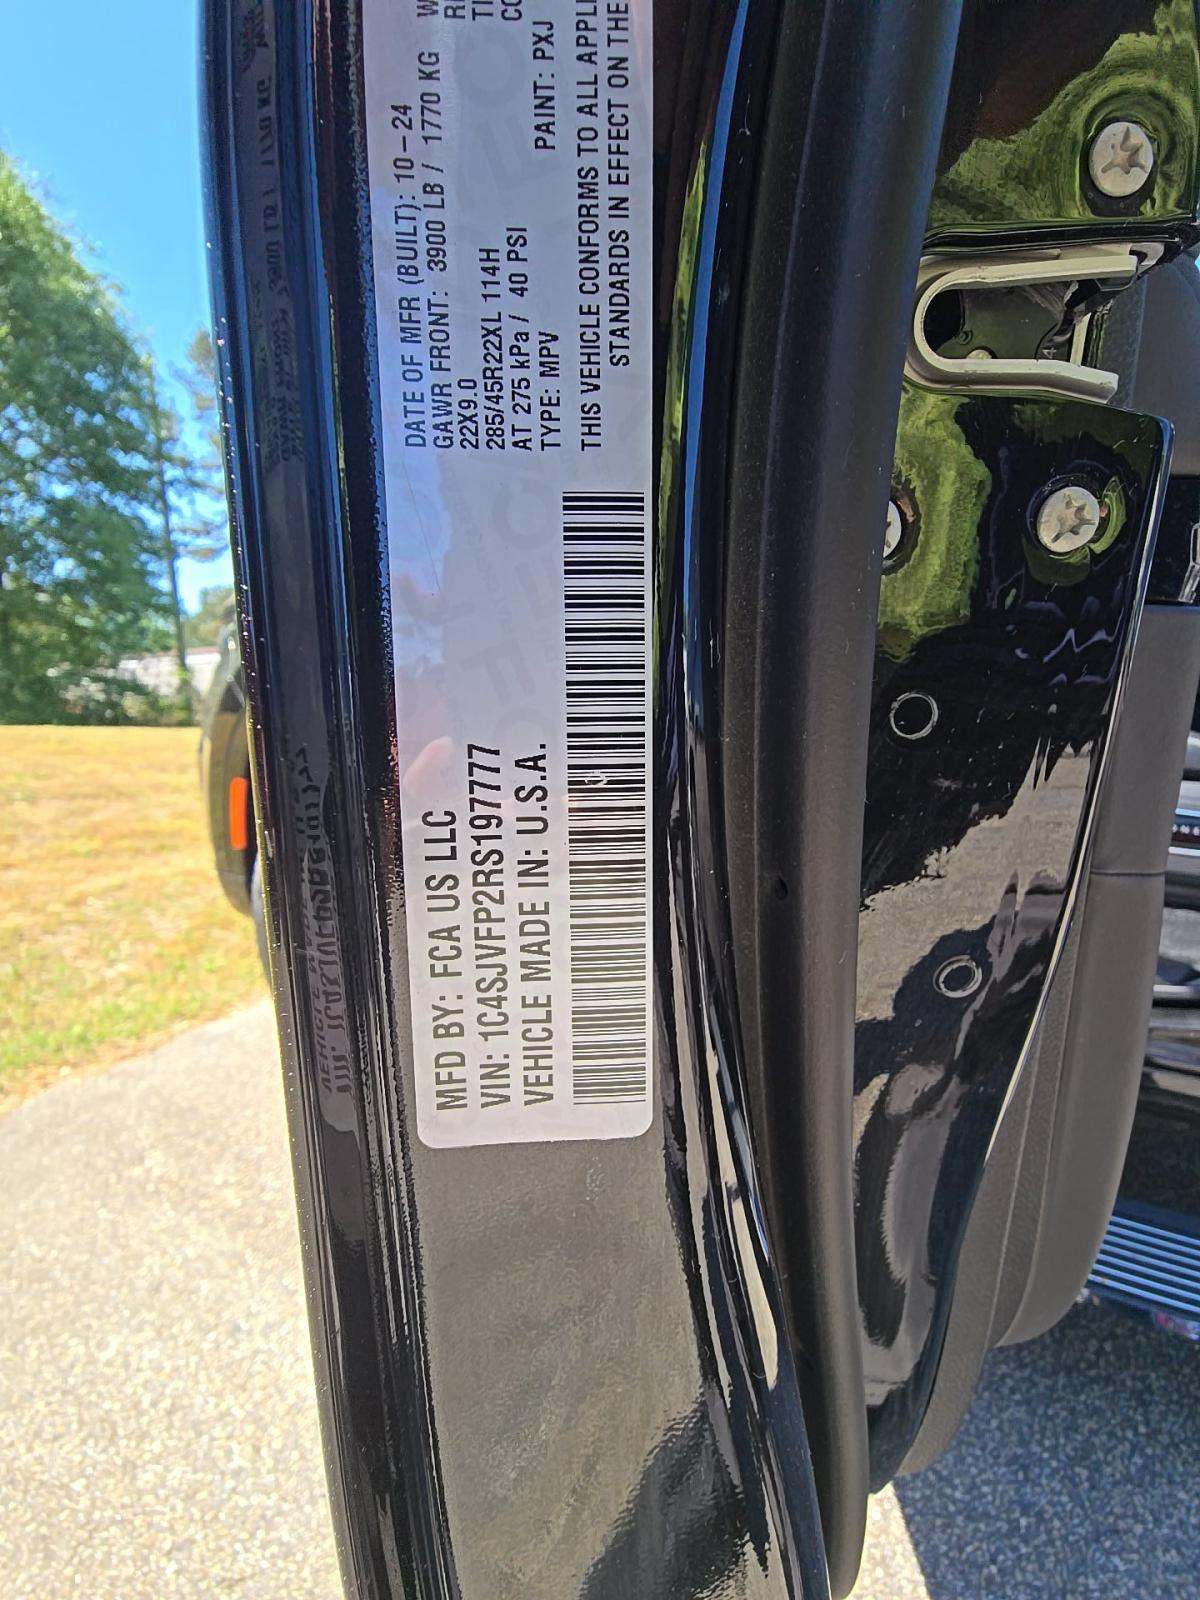 MFD BY: FCA US LLC
VIN: 1C4SJVFP2RS197777
VEHICLE MADE IN: U.S.A.
DATE OF MFR (BUILT): 10-24
GAWR FRONT: 3900 LB / 1770 KG
22X9.0
285/45R22XL 114H
AT 275 kPa / 40 PSI
TYPE: MPV PAINT: PXJ
THIS VEHICLE CONFORMS TO ALL
STANDARDS IN EFFECT ON THE